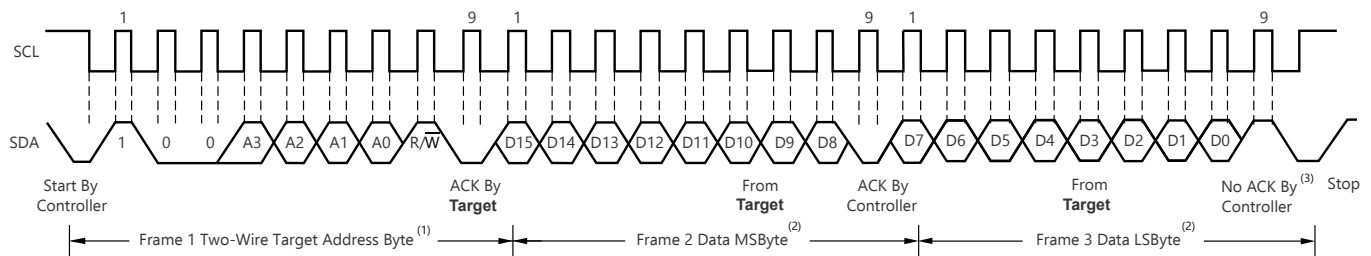 1 9 1 9 1 9
SCL
SDA 1 0 0 A3 A2 A1 A0 R/W̅ D15 D14 D13 D12 D11 D10 D9 D8 D7 D6 D5 D4 D3 D2 D1 D0
Start By
Controller
ACK By
Target
From
Target
ACK By
Controller
From
Target
No ACK By (3)
Controller
Stop
Frame 1 Two-Wire Target Address Byte (1)
Frame 2 Data MSByte (2)
Frame 3 Data LSByte (2)